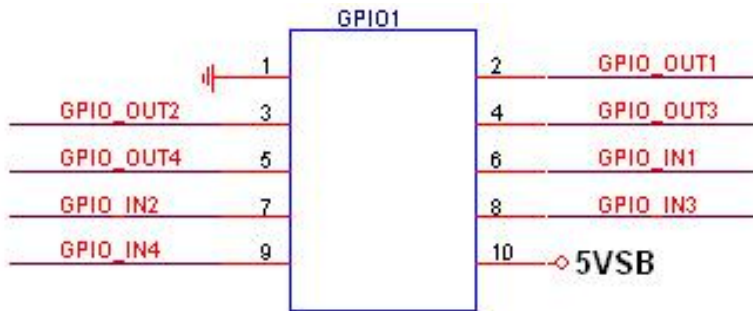 GPIO1
1 2 GPIO_OUT1
GPIO_OUT2 3 4 GPIO_OUT3
GPIO_OUT4 5 6 GPIO_IN1
GPIO_IN2 7 8 GPIO_IN3
GPIO_IN4 9 10 5VSB